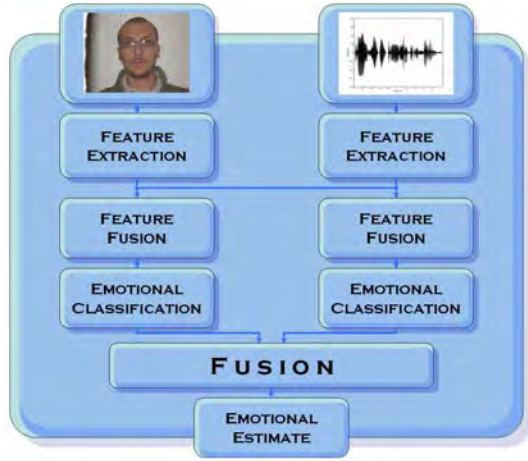 FEATURE
EXTRACTION
FEATURE
EXTRACTION
FEATURE
FUSION
FEATURE
FUSION
EMOTIONAL
CLASSIFICATION
EMOTIONAL
CLASSIFICATION
FUSION
EMOTIONAL
ESTIMATE